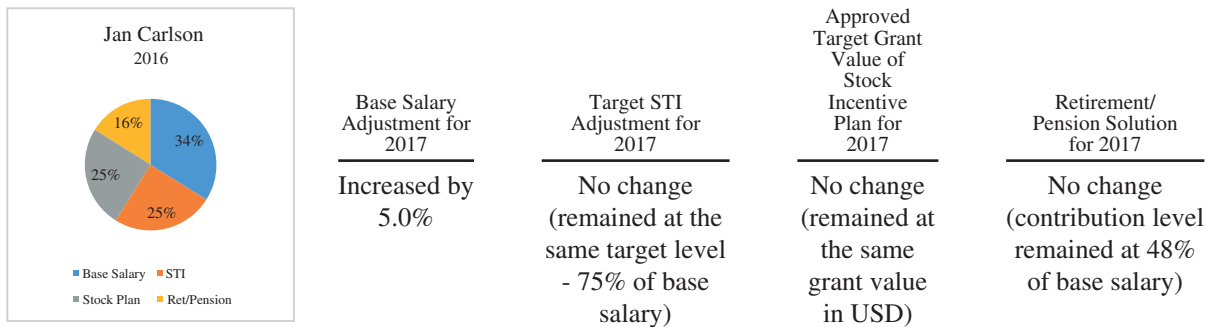 Jan Carlson
2016
16%
34%
25%
25%
Base Salary STI
Stock Plan Ret/Pension
Base Salary
Adjustment for
2017
Increased by
5.0%
Target STI
Adjustment for
2017
No change
(remained at the
same target level
- 75% of base
salary)
Approved
Target Grant
Value of
Stock
Incentive
Plan for
2017
No change
(remained at
the same
grant value
in USD)
Retirement/
Pension Solution
for 2017
No change
(contribution level
remained at 48%
of base salary)